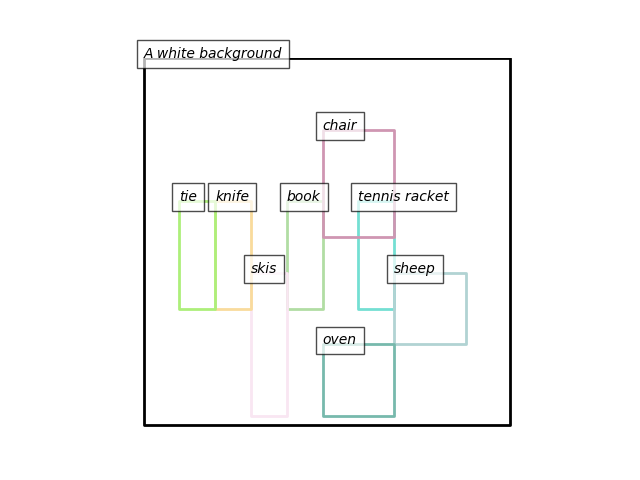 A white background
chair
tie
knife
book
tennis racket
skis
sheep
oven